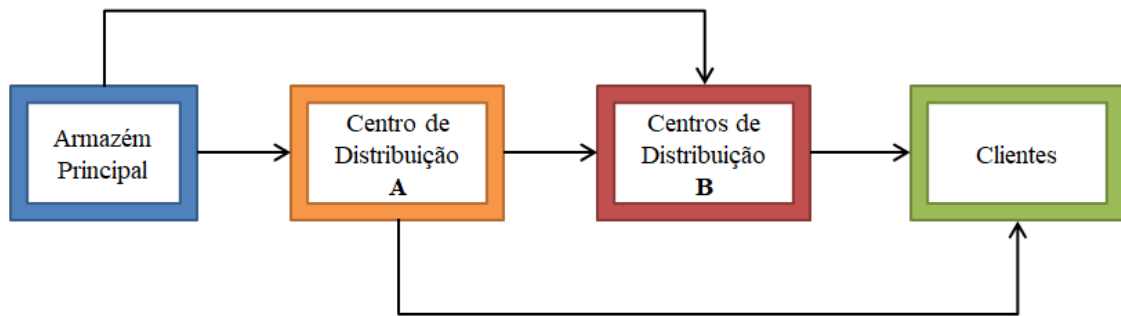 Armazém
Principal
Centro de
Distribuição
A
Centros de
Distribuição
B
Clientes